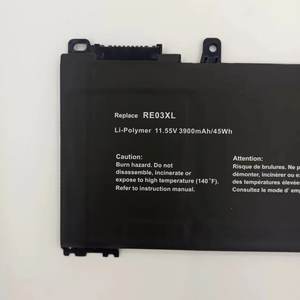 Replace RE03XL
Li-Polymer 11.55V 3900mAh/45Wh
Caution:
Burn hazard. Do not
disassemble, incinerate or
expose to high temperature (140°F).
Refer to instruction manual.
Attention:
Risque de brulures. Ne
démonter, incinérer ou e
des températures élevée
Consultez le mode d' emp